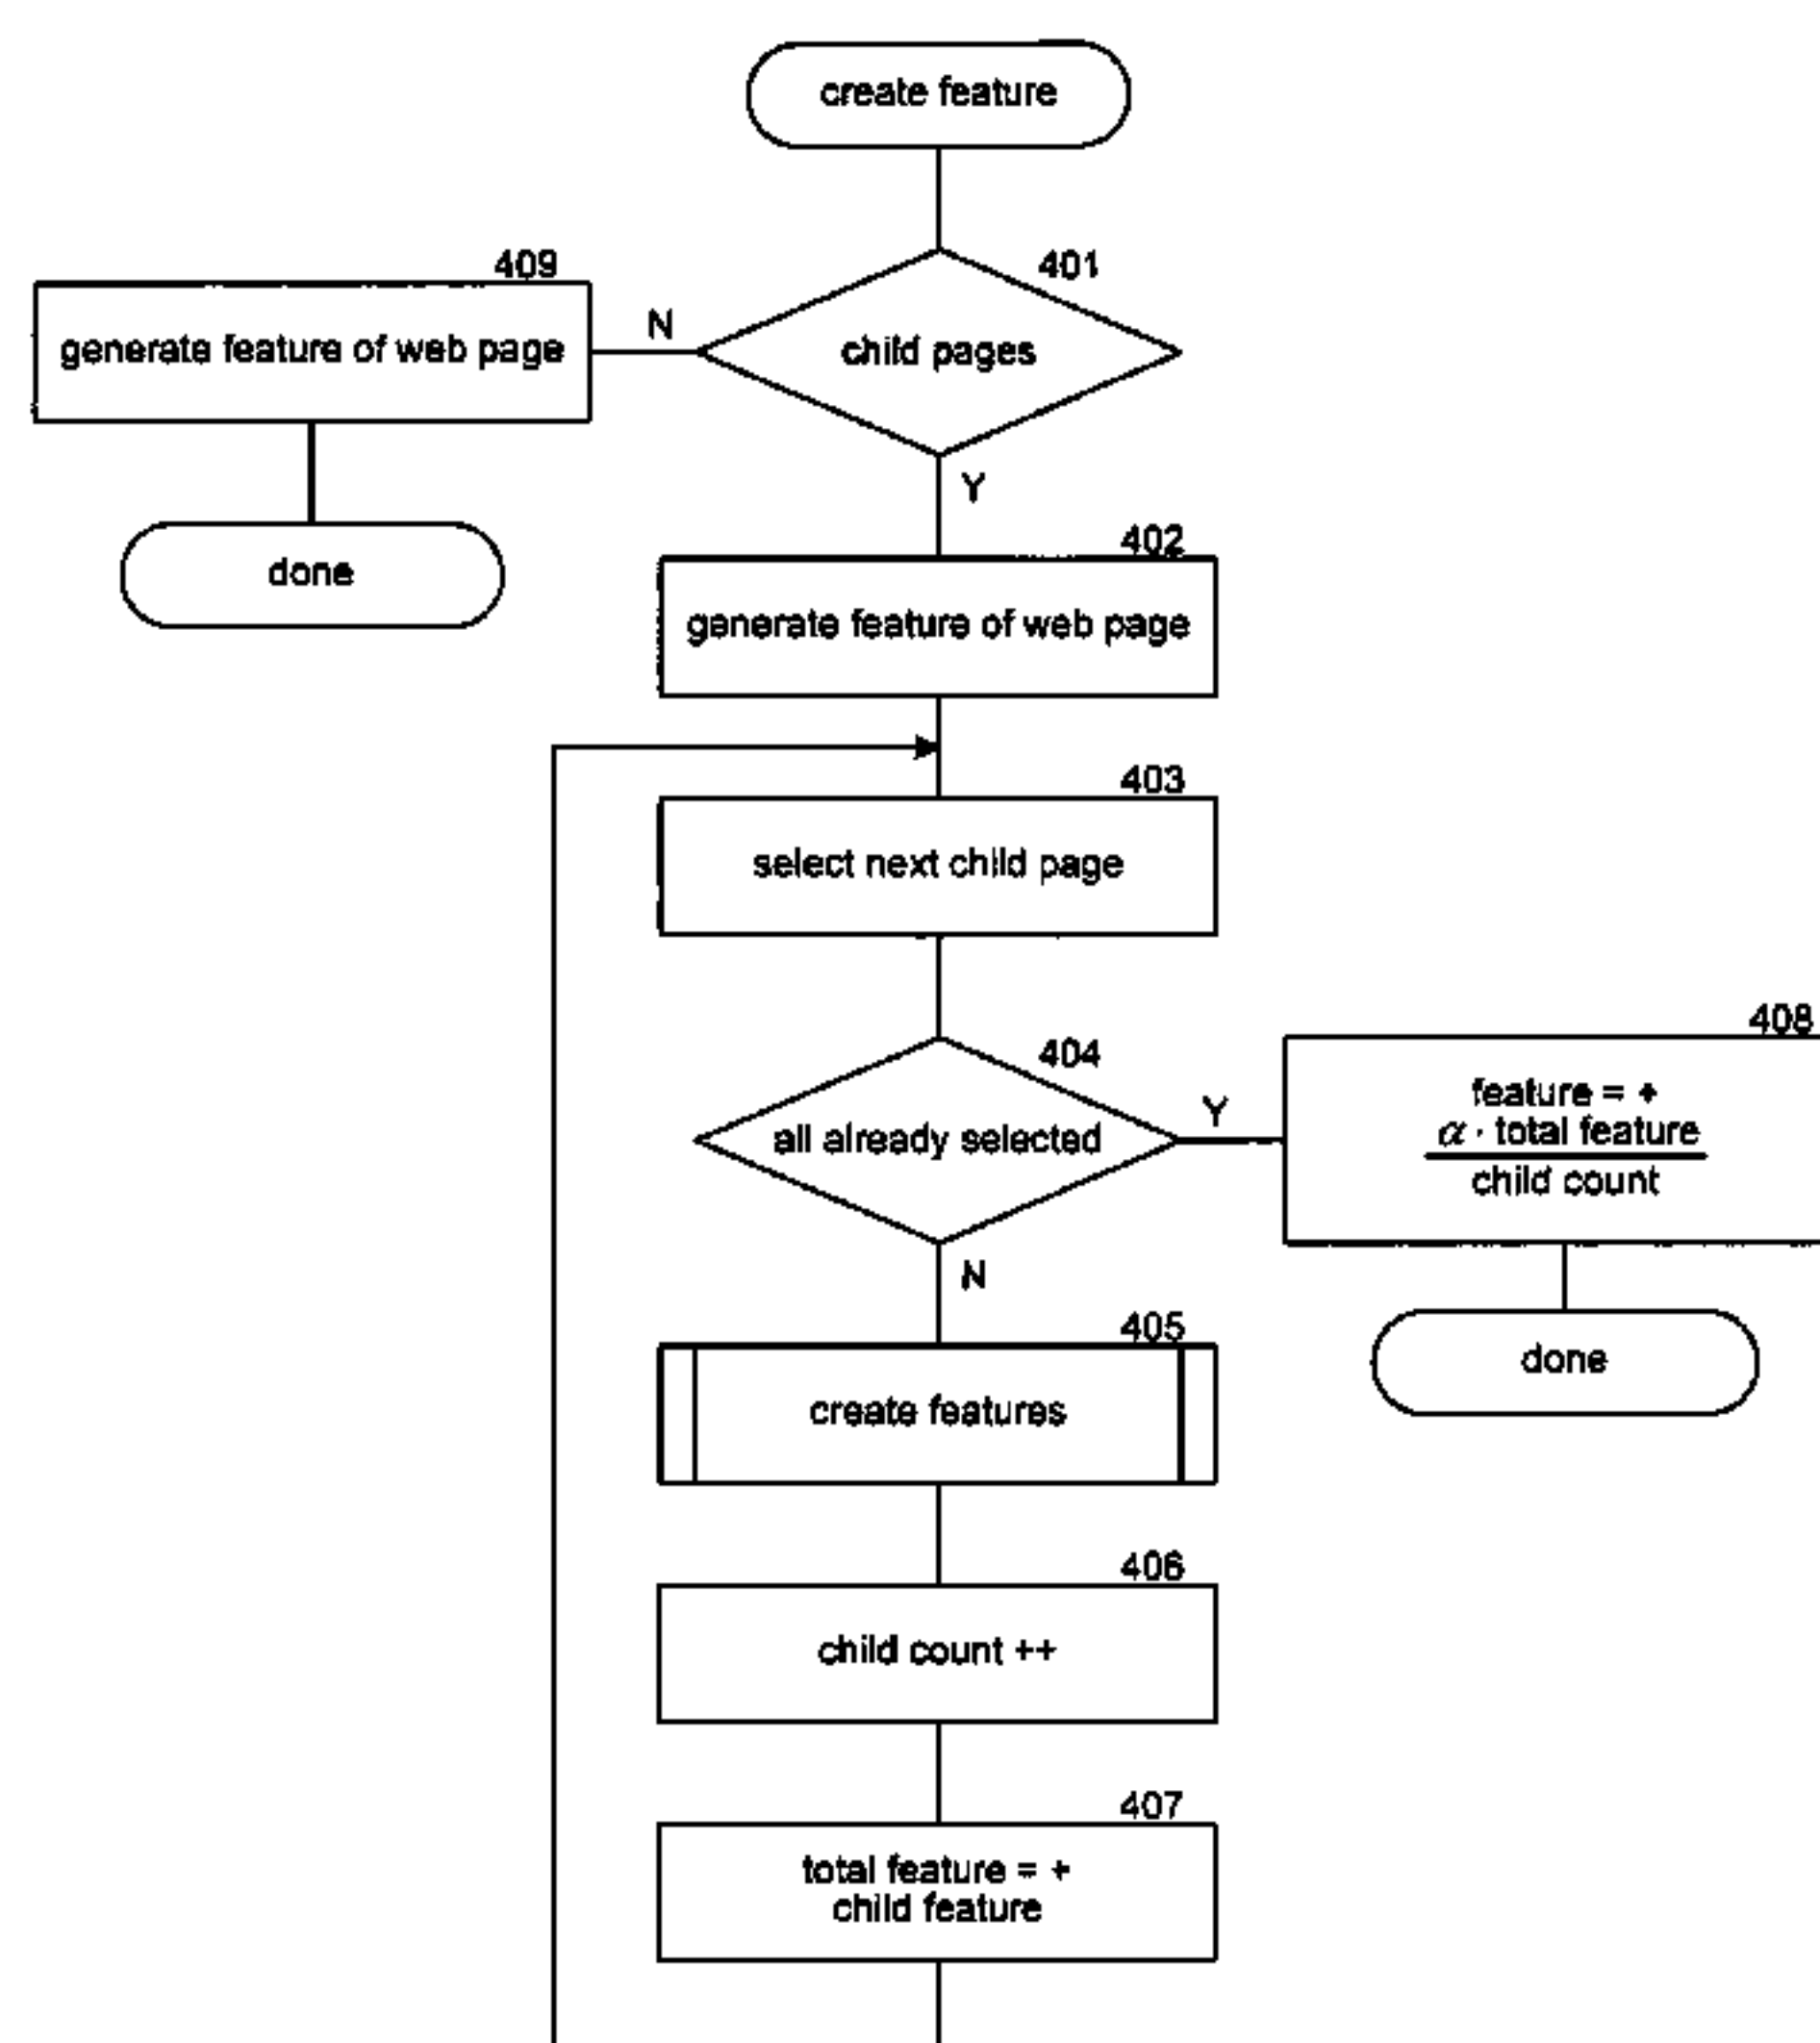 create feature
401
child pages
N
409
generate feature of web page
done
Y
402
generate feature of web page
403
select next child page
404
all already selected
Y
408
feature = +
α · total feature
child count
done
N
405
create features
406
child count ++
407
total feature = +
child feature